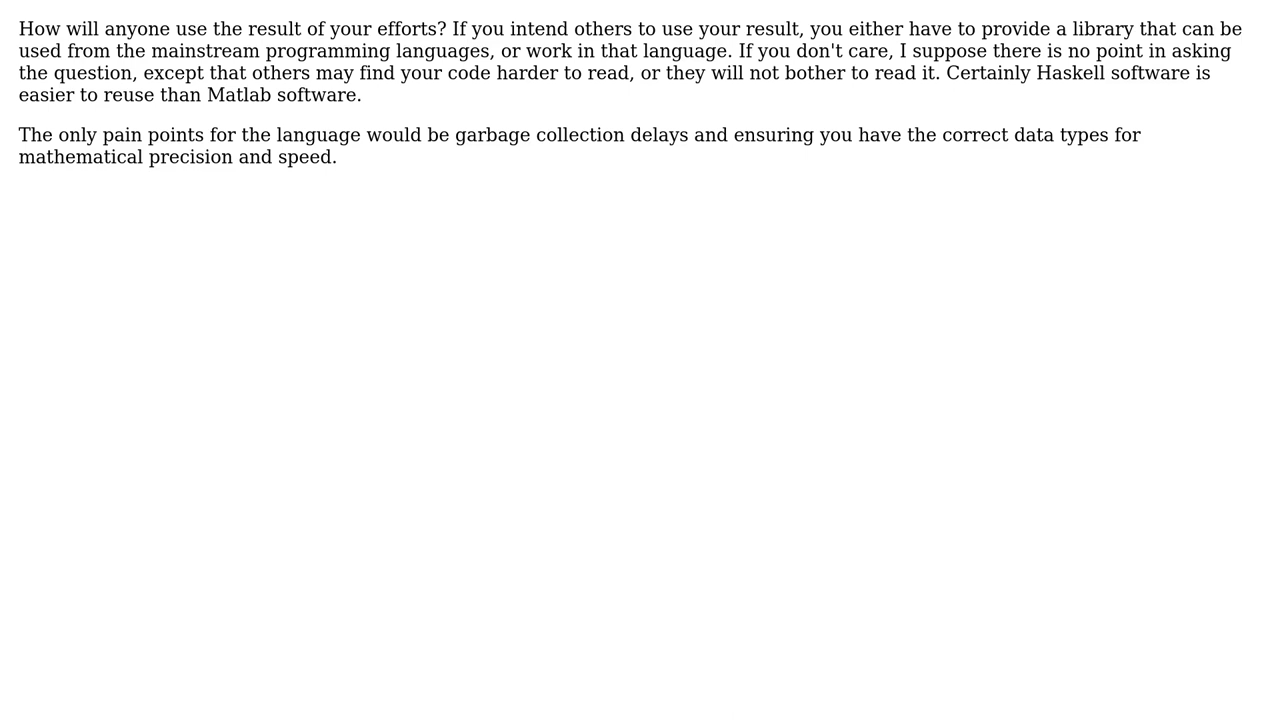 How will anyone use the result of your efforts? If you intend others to use your result, you either have to provide a library that can be
used from the mainstream programming languages, or work in that language. If you don't care, I suppose there is no point in asking
the question, except that others may find your code harder to read, or they will not bother to read it. Certainly Haskell software is
easier to reuse than Matlab software.
The only pain points for the language would be garbage collection delays and ensuring you have the correct data types for
mathematical precision and speed.